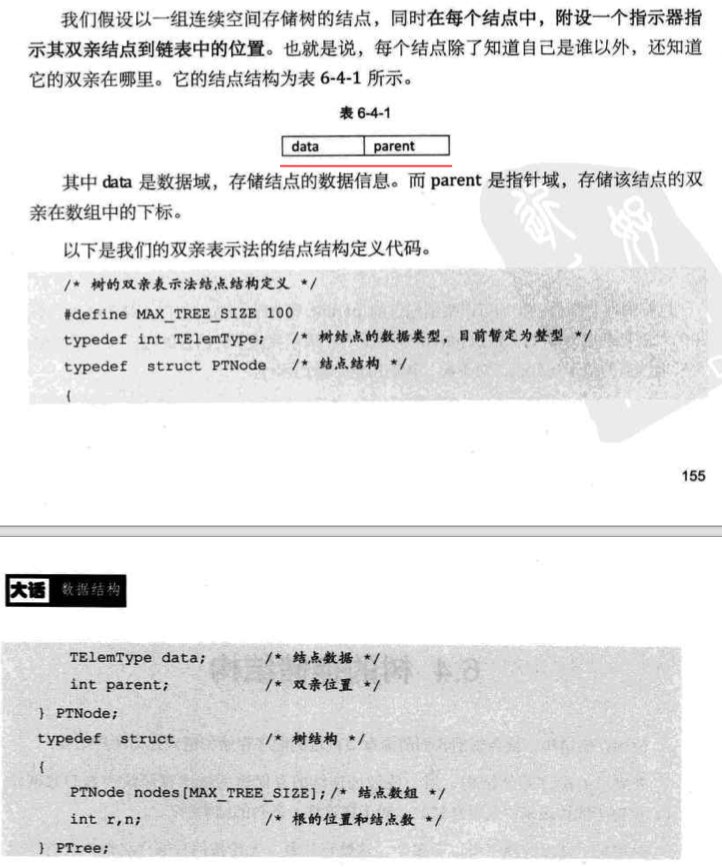 我们假设以一组连续空间存储树的结点，同时在每个结点中，附设一个指示器指
示其双亲结点到链表中的位置。也就是说，每个结点除了知道自己是谁以外，还知道
它的双亲在哪里。它的结点结构为表 6-4-1 所示。
表 6-4-1
data parent
其中 data 是数据域，存储结点的数据信息。而 parent 是指针域，存储该结点的双
亲在数组中的下标。
以下是我们的双亲表示法的结点结构定义代码。
/* 树的双亲表示法结点结构定义 */
#define MAX_TREE_SIZE 100
typedef int TElemType; /* 树结点的数据类型，目前暂定为整型 */
typedef struct PTNode /* 结点结构 */
{
155
大话 数据结构
TElemType data; /* 结点数据 */
int parent; /* 双亲位置 */
} PTNode;
typedef struct /* 树结构 */
{
PTNode nodes[MAX_TREE_SIZE];/* 结点数组 */
int r,n; /* 根的位置和结点数 */
} PTree;